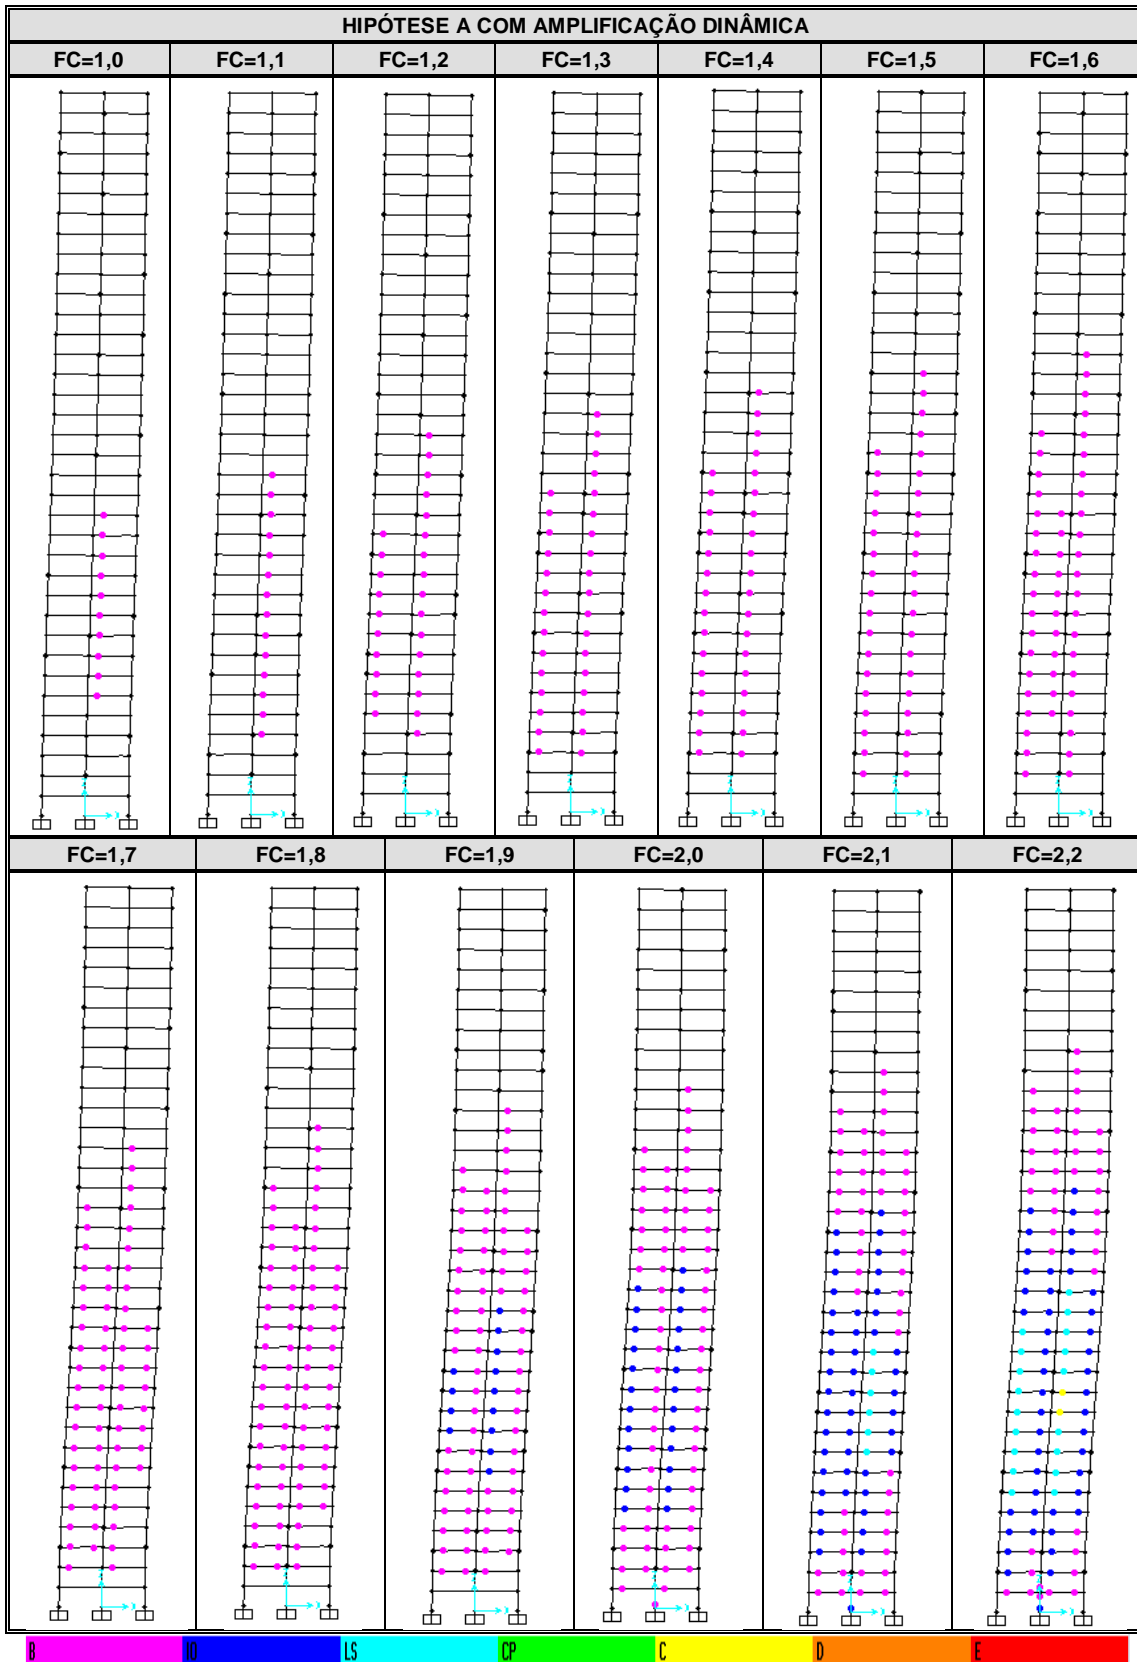 HIPÓTESE A COM AMPLIFICAÇÃO DINÂMICA
FC=1,0 FC=1,1 FC=1,2 FC=1,3 FC=1,4 FC=1,5 FC=1,6
FC=1,7 FC=1,8 FC=1,9 FC=2,0 FC=2,1 FC=2,2
B IO LS CP C D E